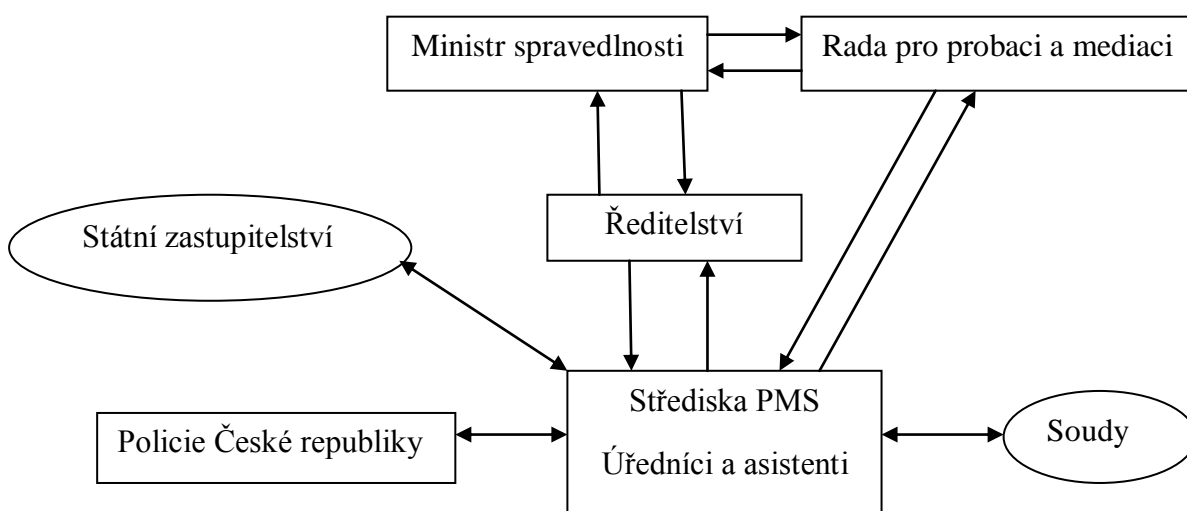 Ministr spravedlnosti
Rada pro probaci a mediaci
Ředitelství
Státní zastupitelství
Střediska PMS
Úředníci a asistenti
Policie České republiky
Soudy